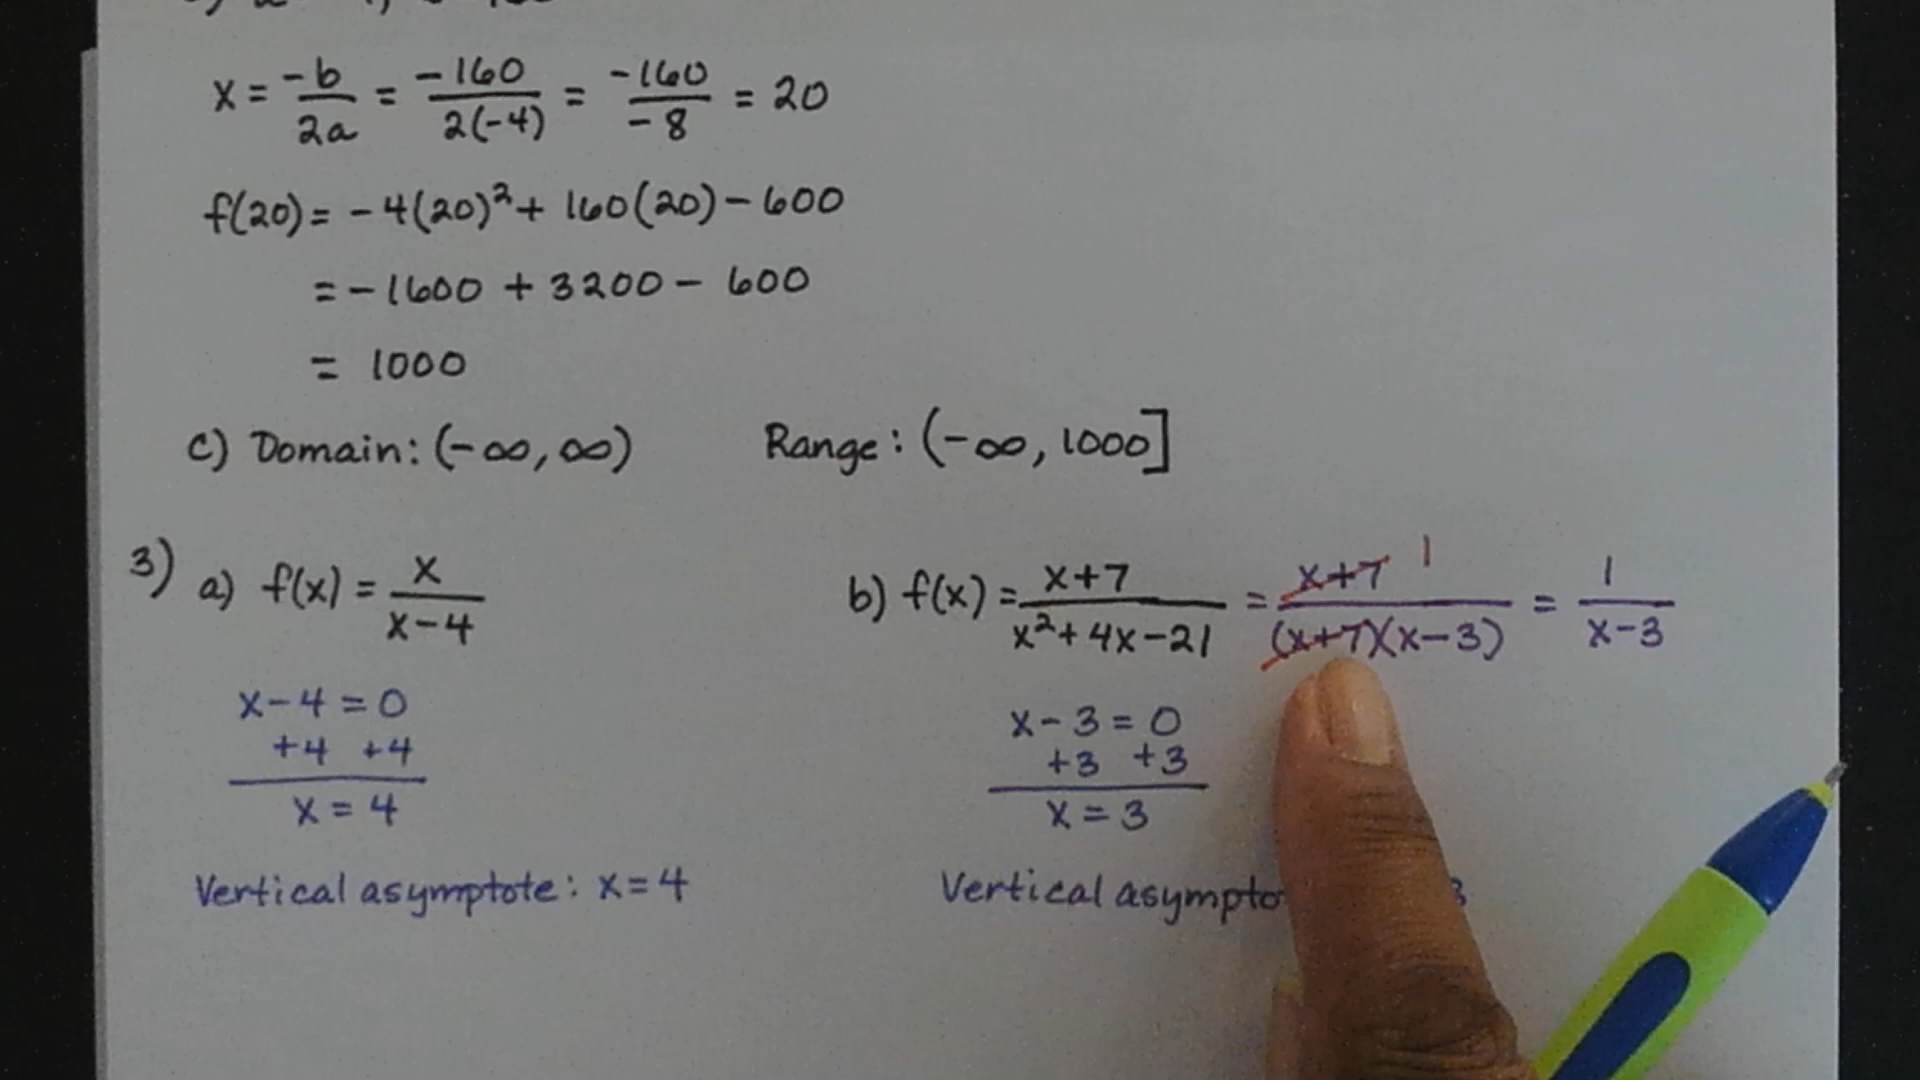 x = -b/2a = -160/2(-4) = -160/-8 = 20
f(20) = -4(20)² + 160(20) - 600
= -1600 + 3200 - 600
= 1000
c) Domain: (-∞, ∞) Range: (-∞, 1000]
3) a) f(x) = x/x-4
x-4 = 0
+4 +4
x = 4
Vertical asymptote: x=4
b) f(x) = x+7/x²+4x-21 = x+7 1/(x+7)(x-3) = 1/x-3
x-3 = 0
+3 +3
x = 3
Vertical asympto 3